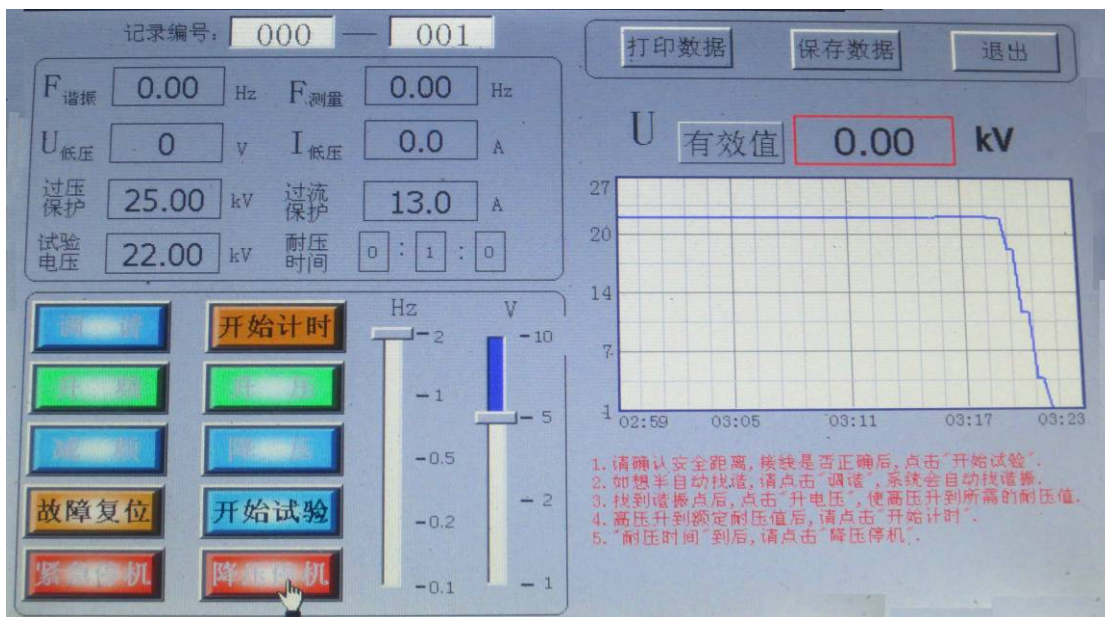 记录编号: 000 — 001
打印数据 保存数据 退出
F谐振 0.00 Hz F测量 0.00 Hz
U低压 0 V I低压 0.0 A
过压保护 25.00 kV 过流保护 13.0 A
试验电压 22.00 kV 耐压时间 0 : 1 : 0
U 有效值 0.00 kV
27
20
14
7
1
02:59 03:05 03:11 03:17 03:23
开始计时
故障复位 开始试验
紧急停机 降压停机
Hz V
2 10
1 5
0.5
0.2 2
0.1 1
1.请确认安全距离,接线是否正确后,点击"开始试验".
2.如想半自动找谐,请点击"调谐",系统会自动找谐振.
3.找到谐振点后,点击"升电压",使高压升到所需的耐压值.
4.高压升到额定耐压值后,请点击"开始计时".
5."耐压时间"到后,请点击"降压停机".